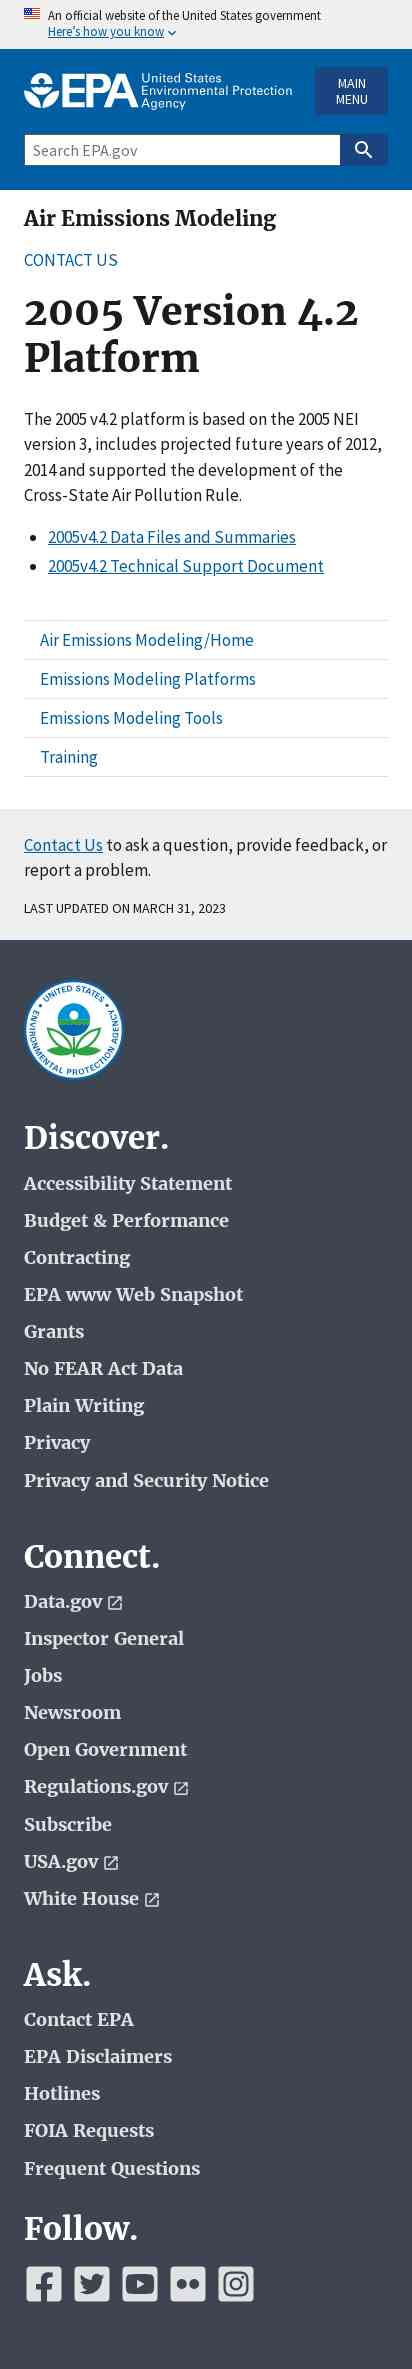 An official website of the United States government
Here's how you know
EPA United States
Environmental Protection
Agency
MAIN
MENU
Search EPA.gov
Air Emissions Modeling
CONTACT US
2005 Version 4.2
Platform
The 2005 v4.2 platform is based on the 2005 NEI
version 3, includes projected future years of 2012,
2014 and supported the development of the
Cross-State Air Pollution Rule.
2005v4.2 Data Files and Summaries
2005v4.2 Technical Support Document
Air Emissions Modeling/Home
Emissions Modeling Platforms
Emissions Modeling Tools
Training
Contact Us to ask a question, provide feedback, or
report a problem.
LAST UPDATED ON MARCH 31, 2023
UNITED STATES
ENVIRONMENTAL PROTECTION AGENCY
Discover.
Accessibility Statement
Budget & Performance
Contracting
EPA www Web Snapshot
Grants
No FEAR Act Data
Plain Writing
Privacy
Privacy and Security Notice
Connect.
Data.gov
Inspector General
Jobs
Newsroom
Open Government
Regulations.gov
Subscribe
USA.gov
White House
Ask.
Contact EPA
EPA Disclaimers
Hotlines
FOIA Requests
Frequent Questions
Follow.